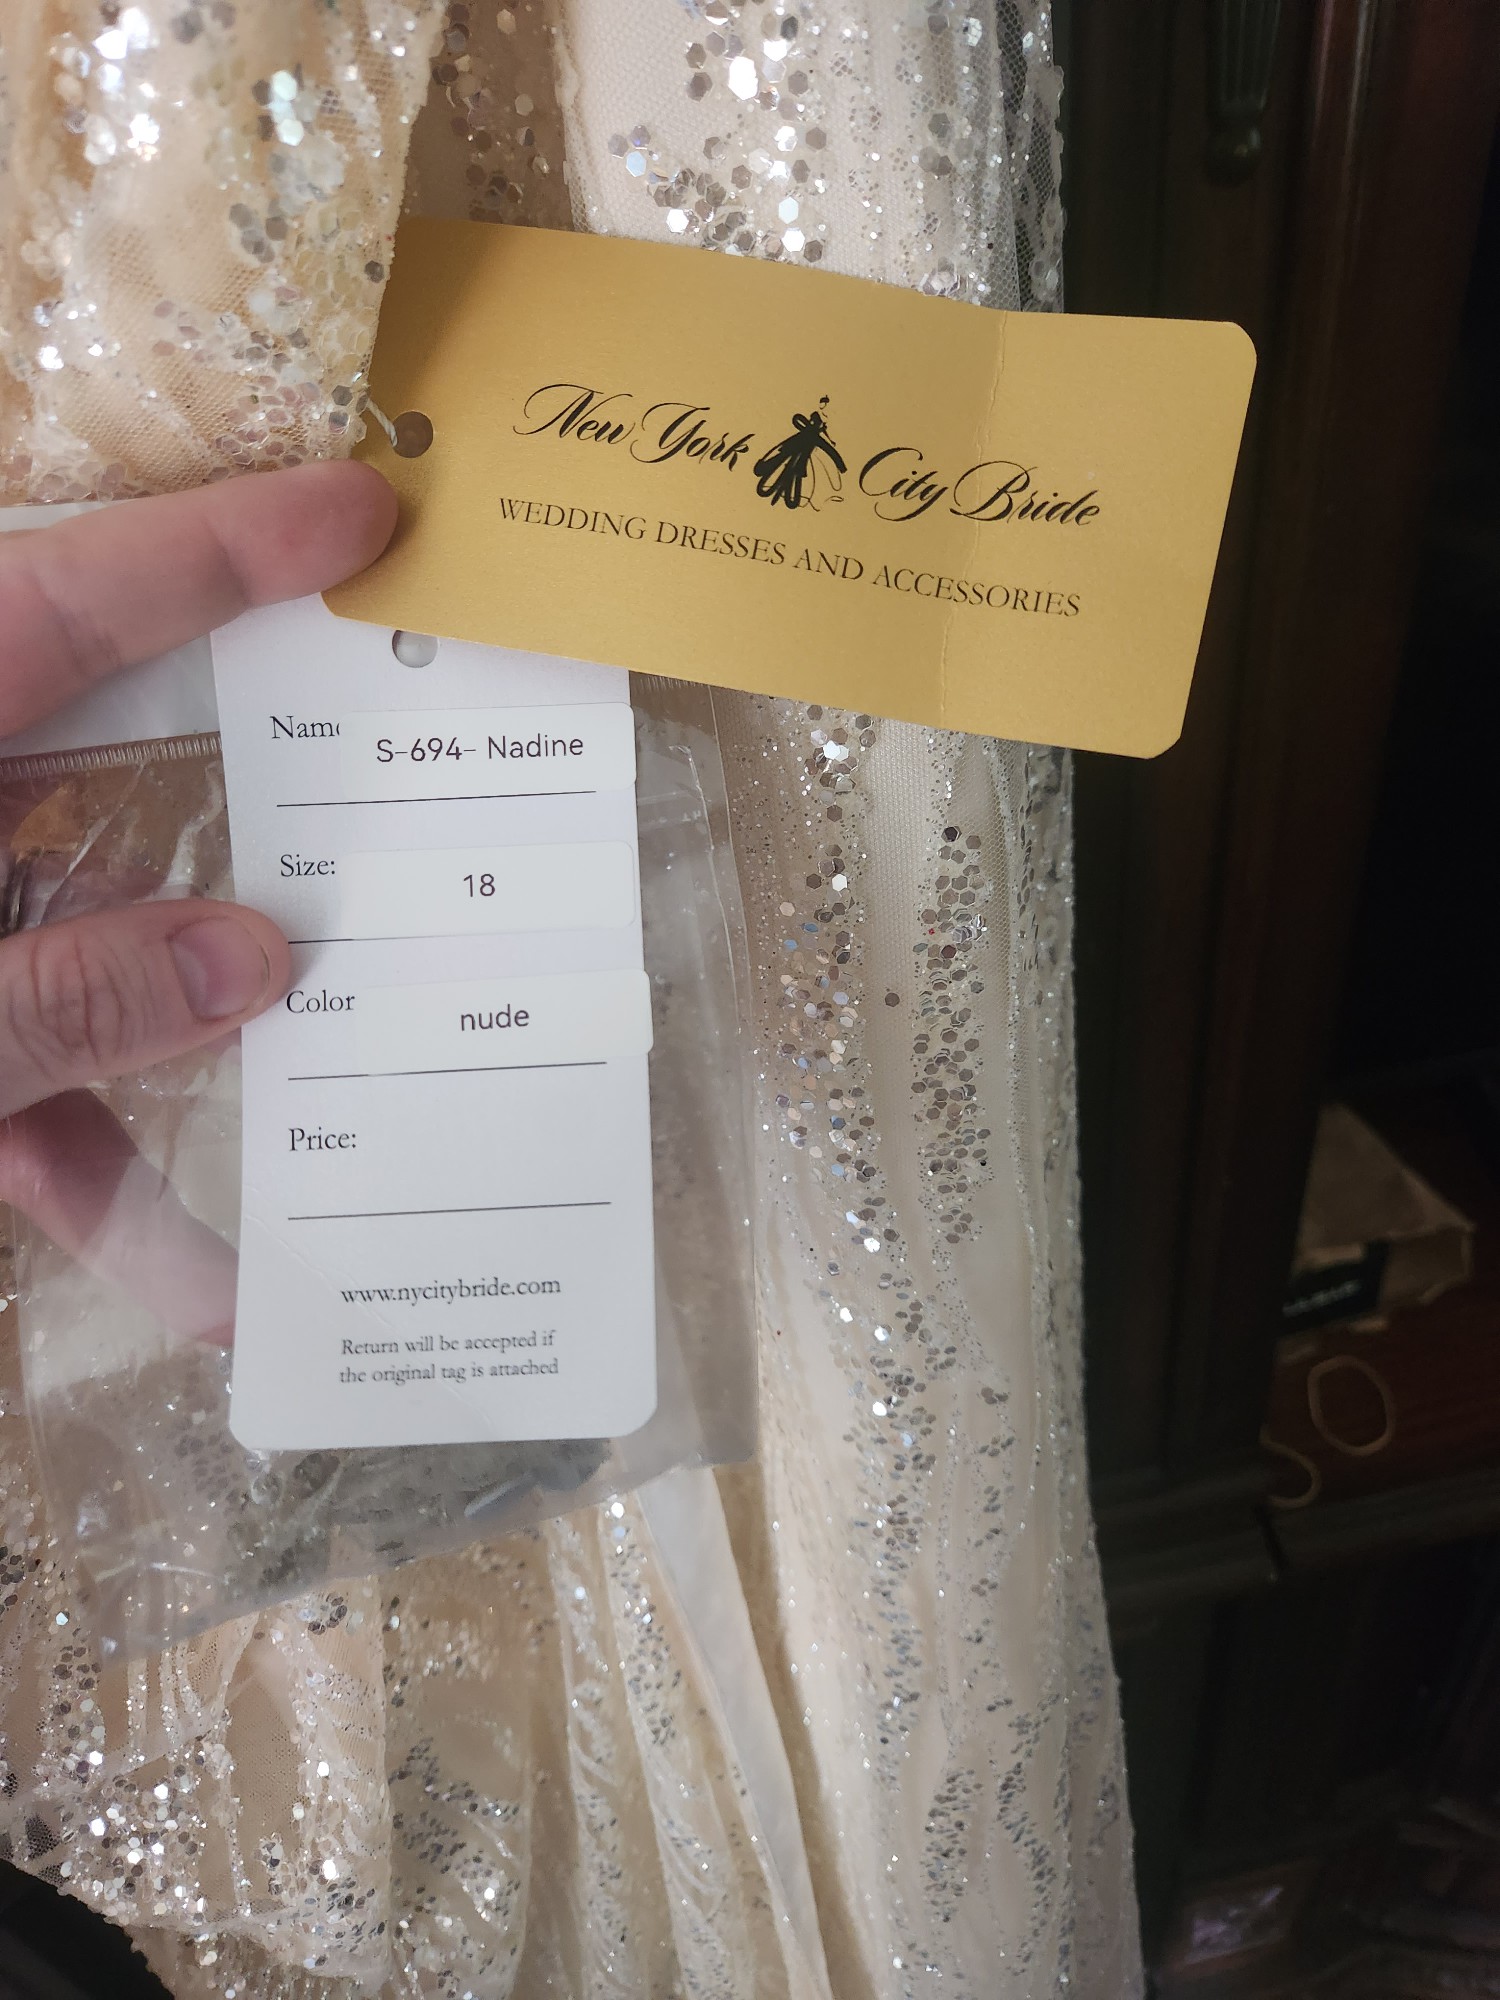 New York City Bride
WEDDING DRESSES AND ACCESSORIES
Name
S-694- Nadine
Size:
18
Color
nude
Price:
www.nycitybride.com
Return will be accepted if
the original tag is attached